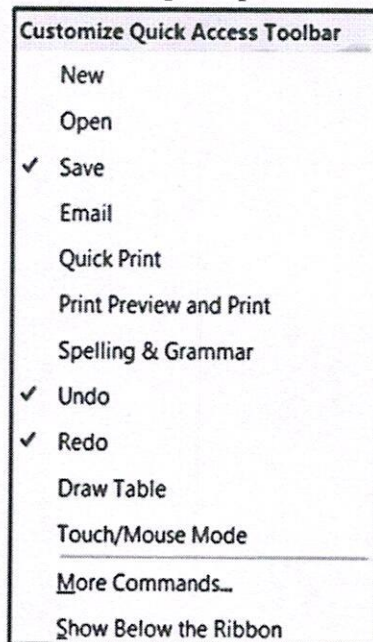 Customize Quick Access Toolbar
New
Open
✓ Save
Email
Quick Print
Print Preview and Print
Spelling & Grammar
✓ Undo
✓ Redo
Draw Table
Touch/Mouse Mode
More Commands...
Show Below the Ribbon